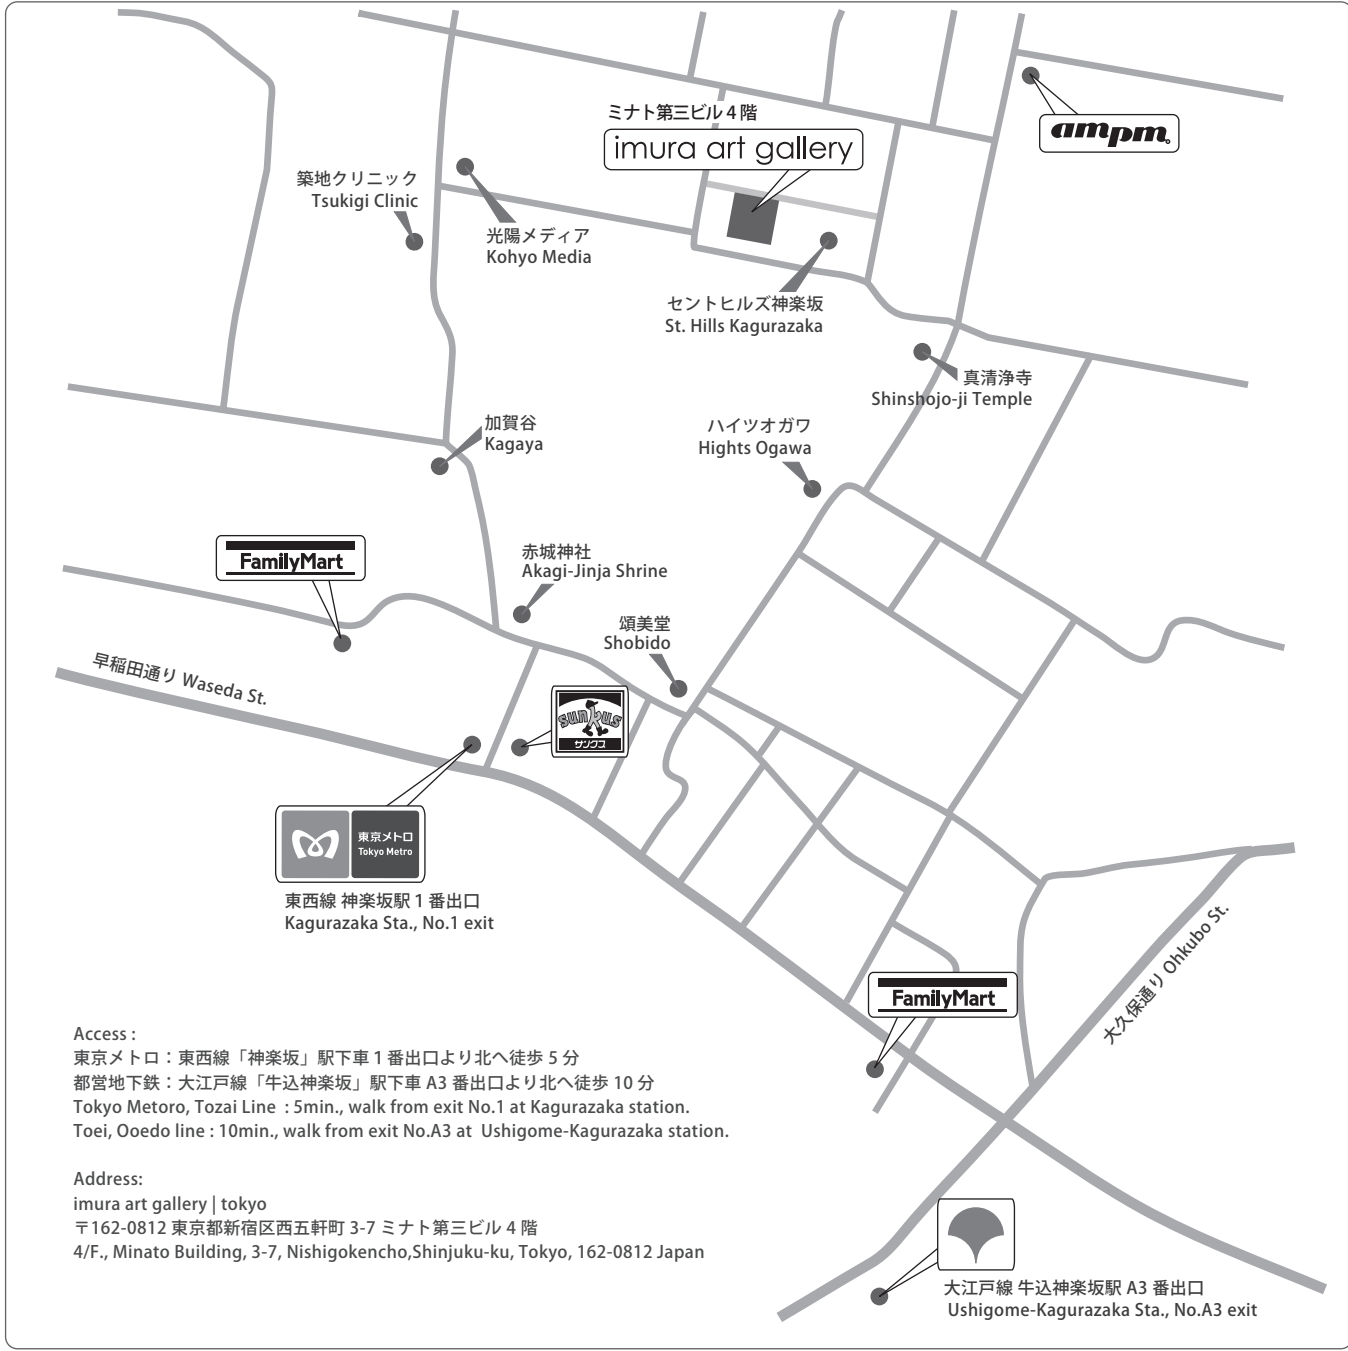 ミナト第三ビル 4 階
imura art gallery
ampm
築地クリニック
Tsukigi Clinic
光陽メディア
Kohyo Media
セントヒルズ神楽坂
St. Hills Kagurazaka
真清浄寺
Shinshojo-ji Temple
加賀谷
Kagaya
ハイツオガワ
Hights Ogawa
FamilyMart
赤城神社
Akagi-Jinja Shrine
頌美堂
Shobido
早稲田通り Waseda St.
sunkus
サンクス
東京メトロ
Tokyo Metro
東西線 神楽坂駅 1 番出口
Kagurazaka Sta., No.1 exit
大久保通り Ohkubo St.
FamilyMart
Access :
東京メトロ：東西線「神楽坂」駅下車 1 番出口より北へ徒歩 5 分
都営地下鉄：大江戸線「牛込神楽坂」駅下車 A3 番出口より北へ徒歩 10 分
Tokyo Metoro, Tozai Line : 5min., walk from exit No.1 at Kagurazaka station.
Toei, Ooedo line : 10min., walk from exit No.A3 at Ushigome-Kagurazaka station.
Address:
imura art gallery | tokyo
〒162-0812 東京都新宿区西五軒町 3-7 ミナト第三ビル 4 階
4/F., Minato Building, 3-7, Nishigokencho,Shinjuku-ku, Tokyo, 162-0812 Japan
大江戸線 牛込神楽坂駅 A3 番出口
Ushigome-Kagurazaka Sta., No.A3 exit